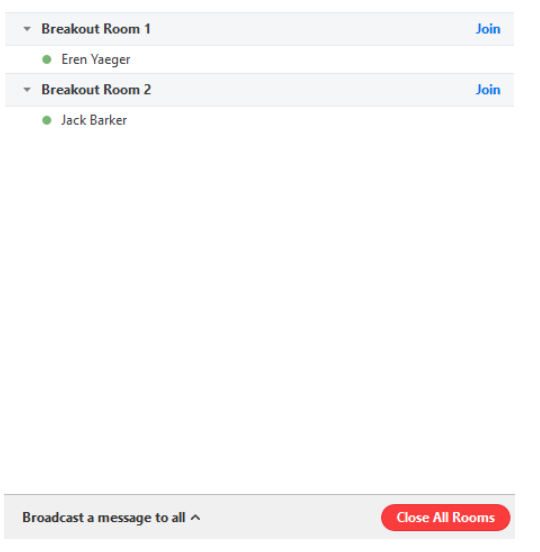 Breakout Room 1 Join
Eren Yaeger
Breakout Room 2 Join
Jack Barker
Broadcast a message to all Close All Rooms